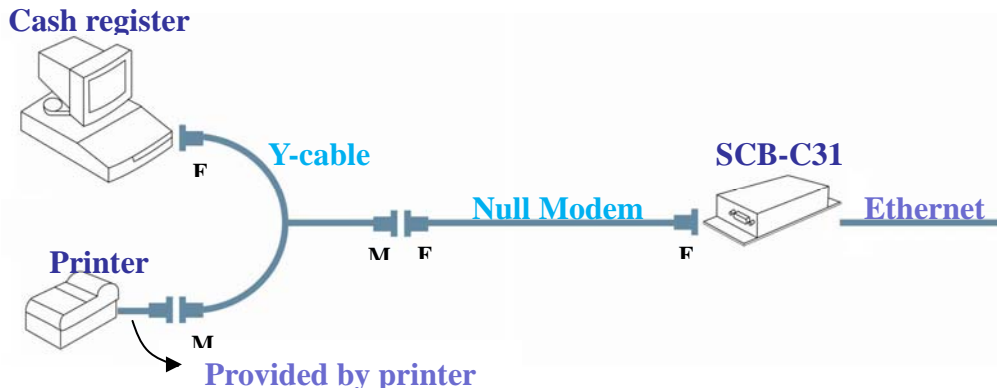 Cash register
Y-cable
SCB-C31
F
Null Modem
Ethernet
M F
F
Printer
M
Provided by printer